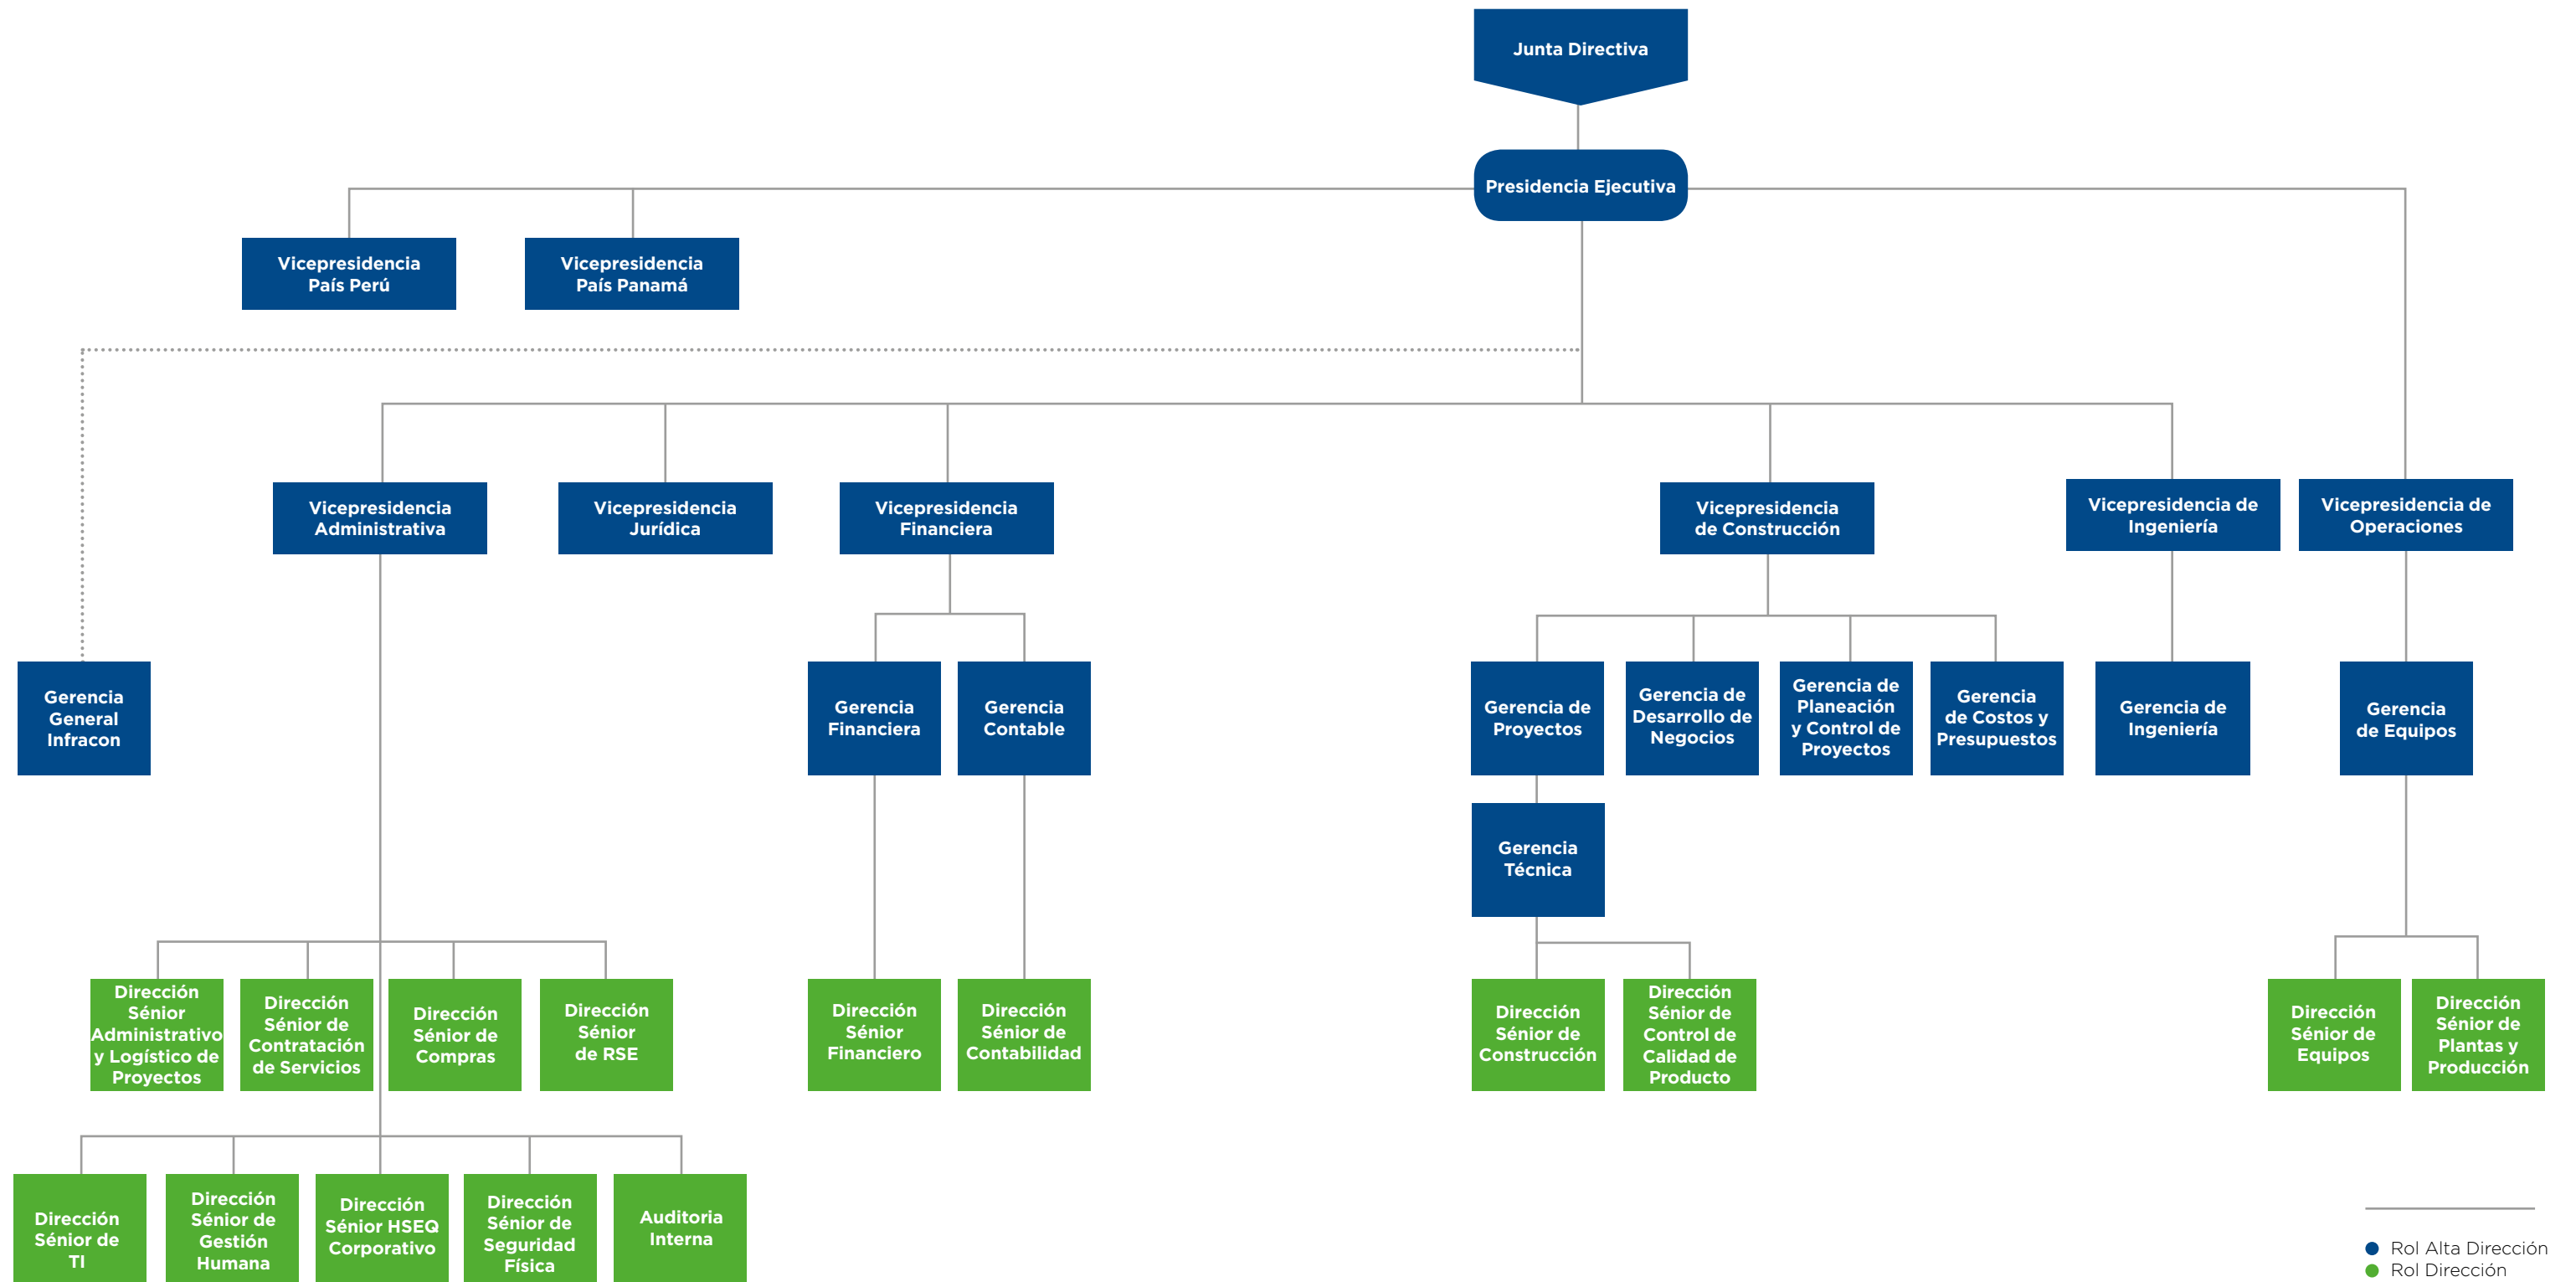 Junta Directiva
Presidencia Ejecutiva
Vicepresidencia
País Perú
Vicepresidencia
País Panamá
Vicepresidencia
Administrativa
Vicepresidencia
Jurídica
Vicepresidencia
Financiera
Vicepresidencia
de Construcción
Vicepresidencia de
Ingeniería
Vicepresidencia de
Operaciones
Gerencia
General
Infracon
Gerencia
Financiera
Gerencia
Contable
Gerencia de
Proyectos
Gerencia de
Desarrollo de
Negocios
Gerencia de
Planeación
y Control de
Proyectos
Gerencia
de Costos y
Presupuestos
Gerencia de
Ingeniería
Gerencia
de Equipos
Gerencia
Técnica
Dirección
Sénior
Administrativo
y Logístico de
Proyectos
Dirección
Sénior de
Contratación
de Servicios
Dirección
Sénior de
Compras
Dirección
Sénior
de RSE
Dirección
Sénior
Financiero
Dirección
Sénior de
Contabilidad
Dirección
Sénior de
Construcción
Dirección
Sénior de
Control de
Calidad de
Producto
Dirección
Sénior de
Equipos
Dirección
Sénior de
Plantas y
Producción
Dirección
Sénior de
TI
Dirección
Sénior de
Gestión
Humana
Dirección
Sénior HSEQ
Corporativo
Dirección
Sénior de
Seguridad
Física
Auditoria
Interna
Rol Alta Dirección
Rol Dirección